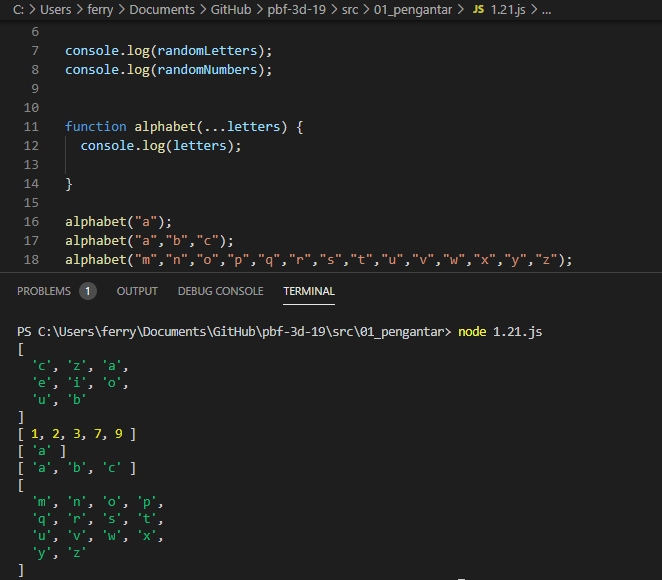 C: > Users > ferry > Documents > GitHub > pbf-3d-19 > src > 01_pengantar > JS 1.21.js > ...
6
7 console.log(randomLetters);
8 console.log(randomNumbers);
9
10
11 function alphabet(...letters) {
12 console.log(letters);
13
14 }
15
16 alphabet("a");
17 alphabet("a","b","c");
18 alphabet("m","n","o","p","q","r","s","t","u","v","w","x","y","z");
PROBLEMS 1 OUTPUT DEBUG CONSOLE TERMINAL
PS C:\Users\ferry\Documents\GitHub\pbf-3d-19\src\01_pengantar> node 1.21.js
[
'c', 'z', 'a',
'e', 'i', 'o',
'u', 'b'
]
[ 1, 2, 3, 7, 9 ]
[ 'a' ]
[ 'a', 'b', 'c' ]
[
'm', 'n', 'o', 'p',
'q', 'r', 's', 't',
'u', 'v', 'w', 'x',
'y', 'z'
]